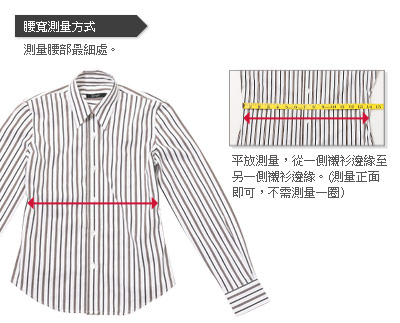 腰寬測量方式
測量腰部最細處。
平放測量，從一側襯衫邊緣至
另一側襯衫邊緣。(測量正面
即可，不需測量一圈)